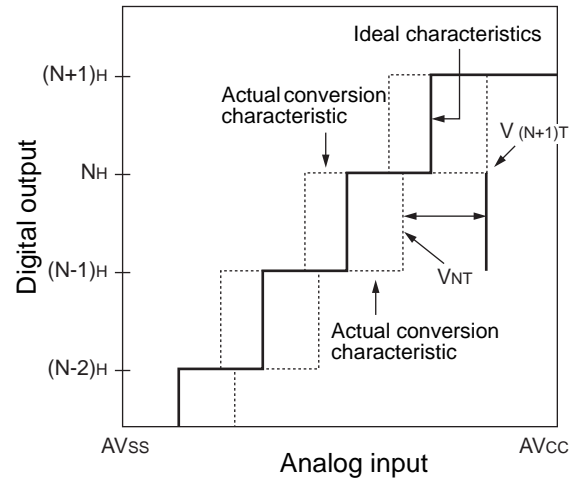 Ideal characteristics
(N+1)H
Actual conversion
characteristic
V (N+1)T
NH
Digital output
(N-1)H
VNT
Actual conversion
characteristic
(N-2)H
AVSS
AVCC
Analog input